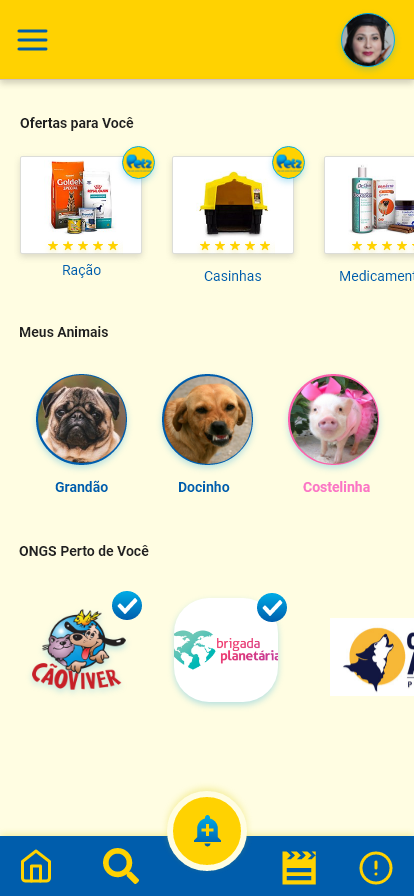 Ofertas para Você
Petz
Petz
Ração
Casinhas
Medicament
Meus Animais
Grandão
Docinho
Costelinha
ONGS Perto de Você
CÃOVIVER
brigada
planetária